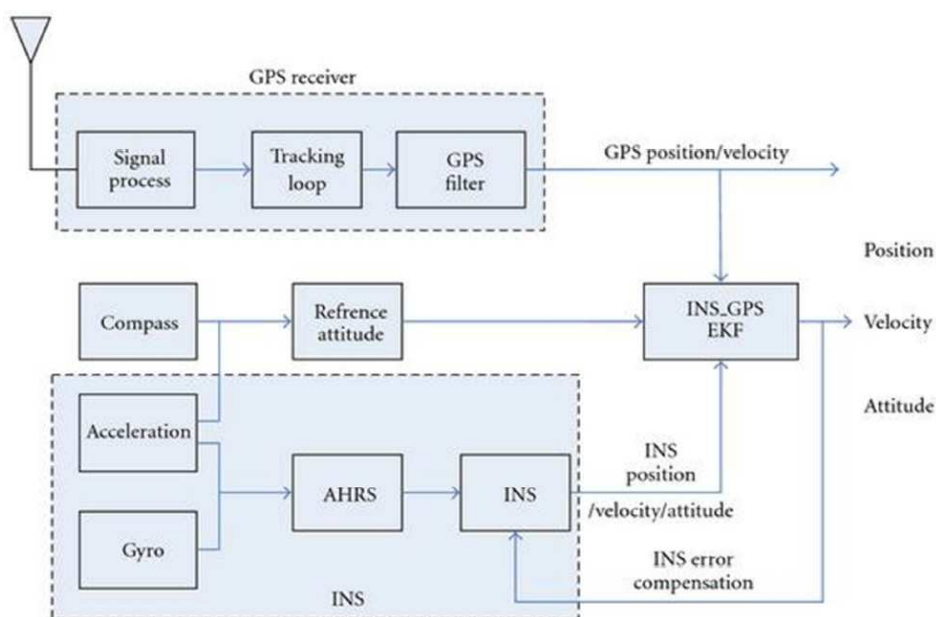 GPS receiver
Signal
process
Tracking
loop
GPS
filter
GPS position/velocity
Position
Compass
Refrence
attitude
INS_GPS
EKF
Velocity
Attitude
Acceleration
Gyro
AHRS
INS
INS
position
/velocity/attitude
INS error
compensation
INS